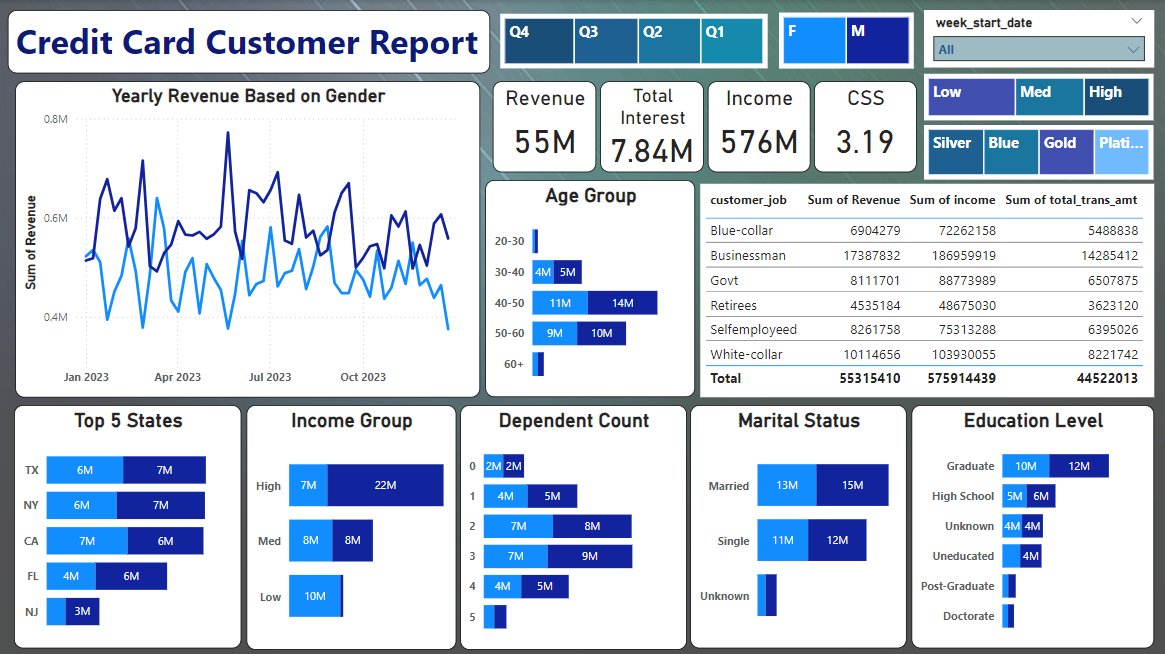 Credit Card Customer Report
Q4 Q3 Q2 Q1
F M
week_start_date
All
Low Med High
Silver Blue Gold Plati...
Yearly Revenue Based on Gender
0.8M
0.6M
0.4M
Sum of Revenue
Jan 2023 Apr 2023 Jul 2023 Oct 2023
Revenue
55M
Total
Interest
7.84M
Income
576M
CSS
3.19
Age Group
20-30
30-40 4M 5M
40-50 11M 14M
50-60 9M 10M
60+
customer_job Sum of Revenue Sum of income Sum of total_trans_amt
Blue-collar 6904279 72262158 5488838
Businessman 17387832 186959919 14285412
Govt 8111701 88773989 6507875
Retirees 4535184 48675030 3623120
Selfemployeed 8261758 75313288 6395026
White-collar 10114656 103930055 8221742
Total 55315410 575914439 44522013
Top 5 States
TX 6M 7M
NY 6M 7M
CA 7M 6M
FL 4M 6M
NJ 3M
Income Group
High 7M 22M
Med 8M 8M
Low 10M
Dependent Count
0 2M 2M
1 4M 5M
2 7M 8M
3 7M 9M
4 4M 5M
5
Marital Status
Married 13M 15M
Single 11M 12M
Unknown
Education Level
Graduate 10M 12M
High School 5M 6M
Unknown 4M 4M
Uneducated 4M
Post-Graduate
Doctorate